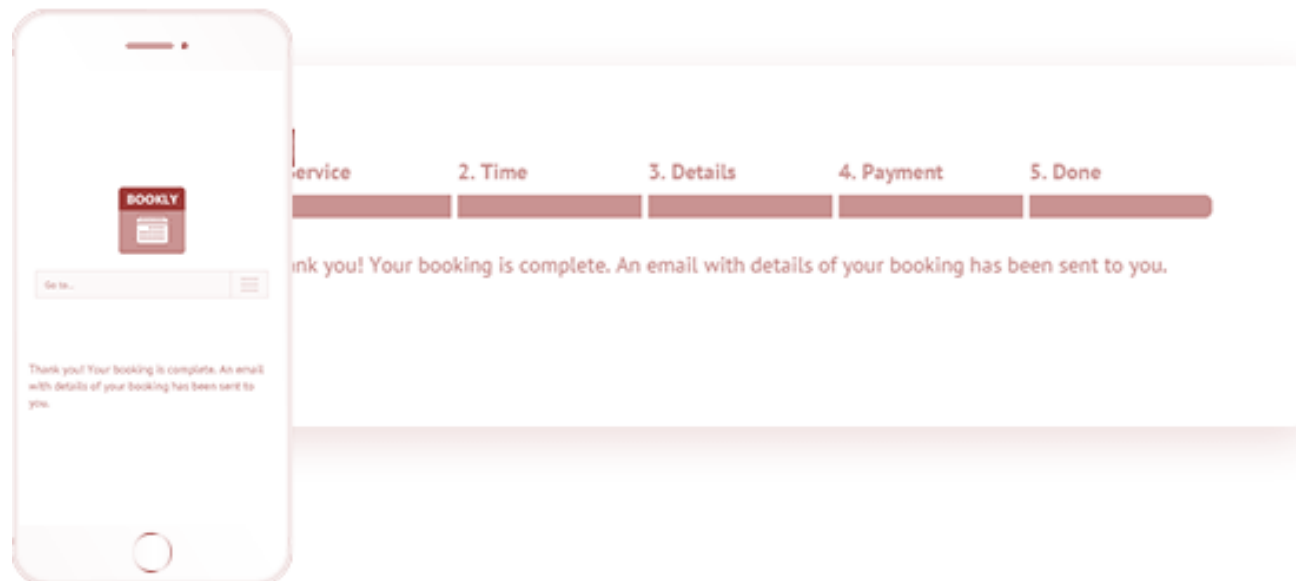 BOOKLY
Go to...
Thank you! Your booking is complete. An email
with details of your booking has been sent to
you.
ervice
2. Time
3. Details
4. Payment
5. Done
nk you! Your booking is complete. An email with details of your booking has been sent to you.